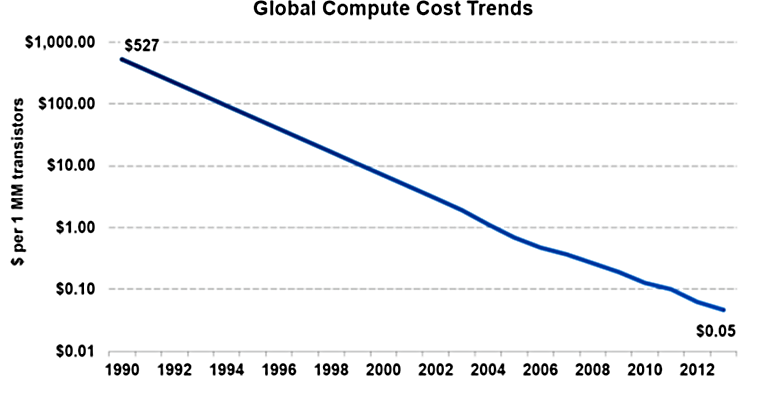 Global Compute Cost Trends
$ per 1 MM transistors
$1,000.00
$100.00
$10.00
$1.00
$0.10
$0.01
$527
$0.05
1990 1992 1994 1996 1998 2000 2002 2004 2006 2008 2010 2012